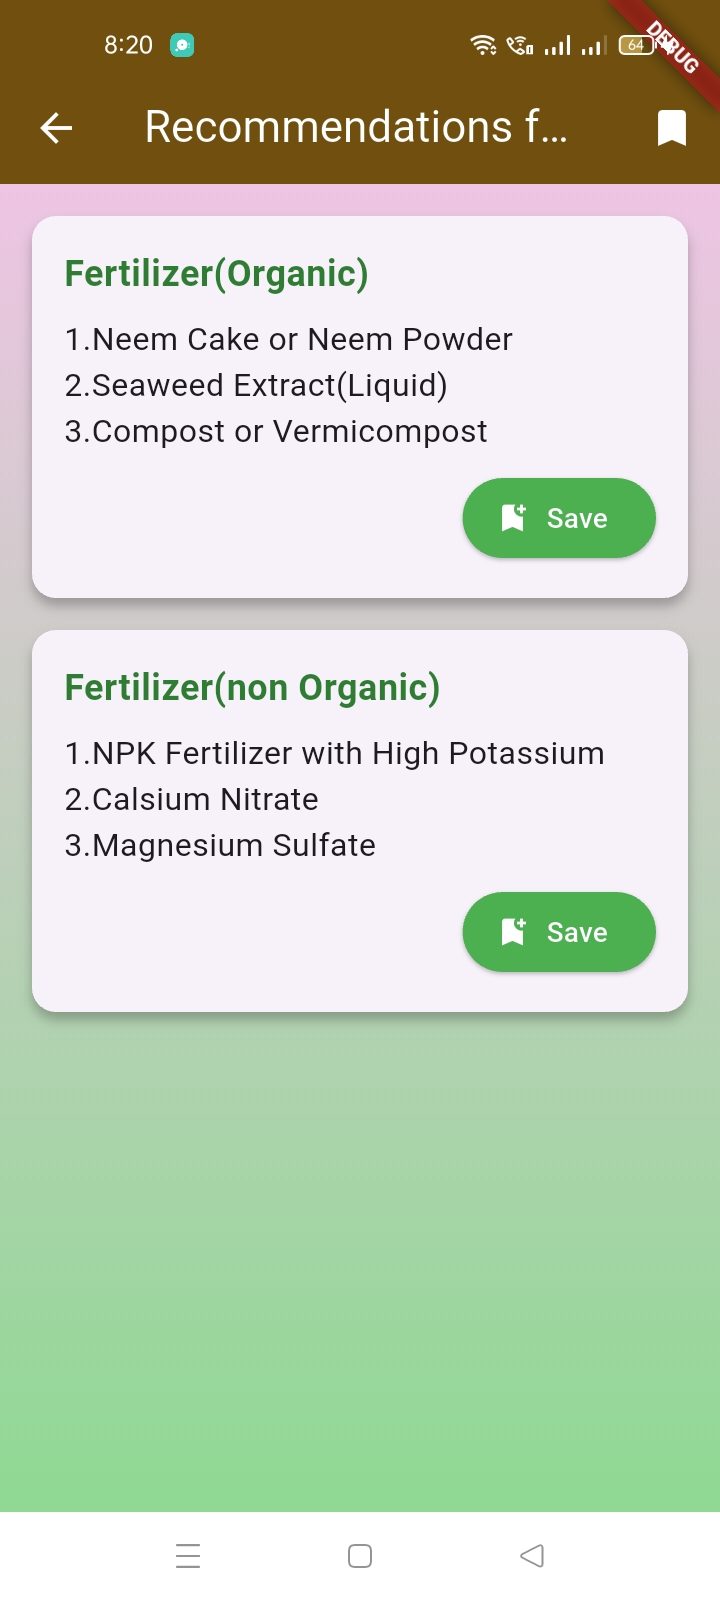 8:20
64
DEBUG
Recommendations f...
Fertilizer(Organic)
1.Neem Cake or Neem Powder
2.Seaweed Extract(Liquid)
3.Compost or Vermicompost
Save
Fertilizer(non Organic)
1.NPK Fertilizer with High Potassium
2.Calsium Nitrate
3.Magnesium Sulfate
Save